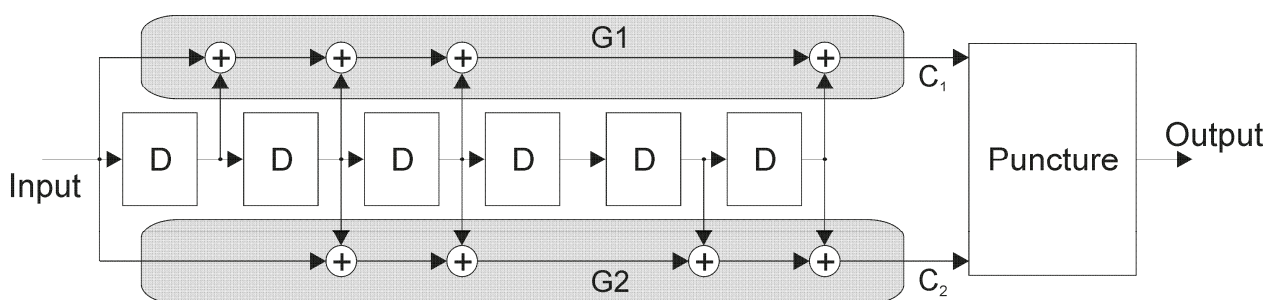 G1
C₁
D D D D D D
Input
Puncture
Output
G2
C₂